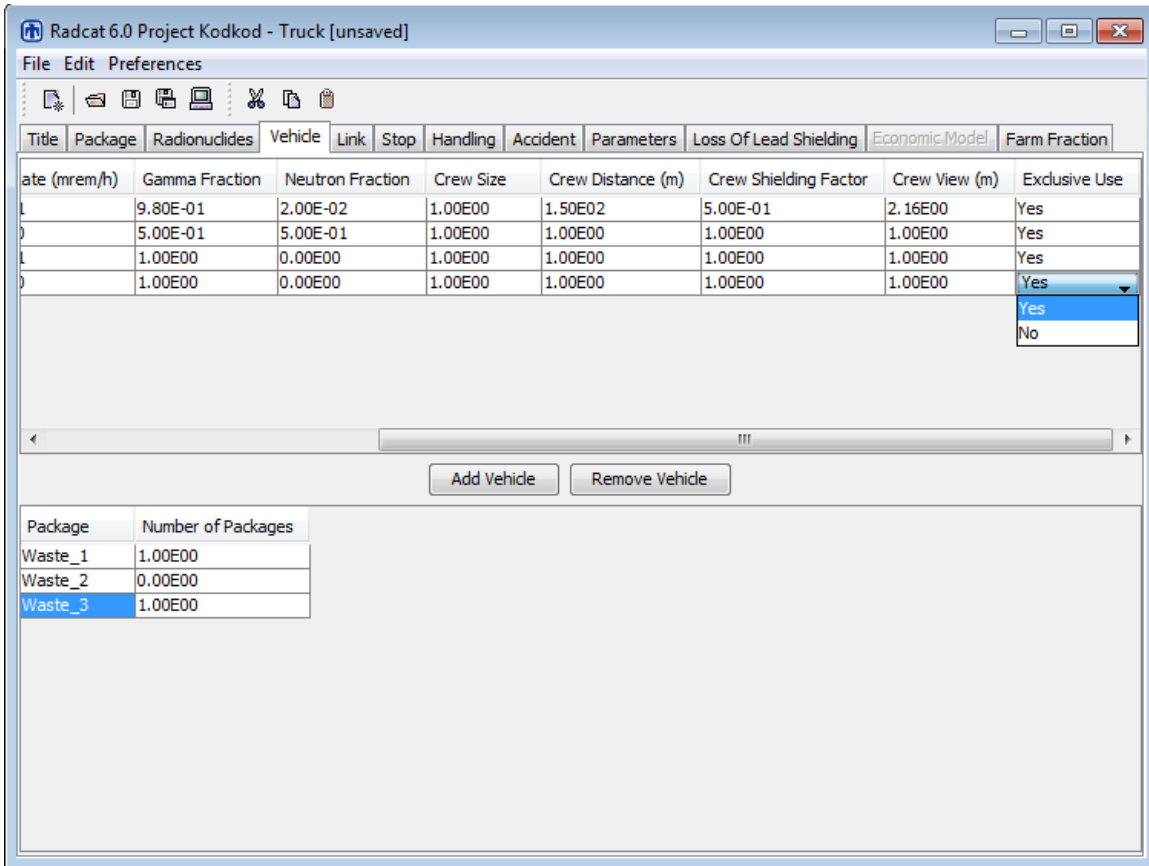 Radcat 6.0 Project Kodkod - Truck [unsaved]
File Edit Preferences
Title Package Radionuclides Vehicle Link Stop Handling Accident Parameters Loss Of Lead Shielding Economic Model Farm Fraction
ate (mrem/h) Gamma Fraction Neutron Fraction Crew Size Crew Distance (m) Crew Shielding Factor Crew View (m) Exclusive Use
9.80E-01 2.00E-02 1.00E00 1.50E02 5.00E-01 2.16E00 Yes
5.00E-01 5.00E-01 1.00E00 1.00E00 1.00E00 1.00E00 Yes
1.00E00 0.00E00 1.00E00 1.00E00 1.00E00 1.00E00 Yes
1.00E00 0.00E00 1.00E00 1.00E00 1.00E00 1.00E00 Yes
Yes
No
Add Vehicle Remove Vehicle
Package Number of Packages
Waste_1 1.00E00
Waste_2 0.00E00
Waste_3 1.00E00